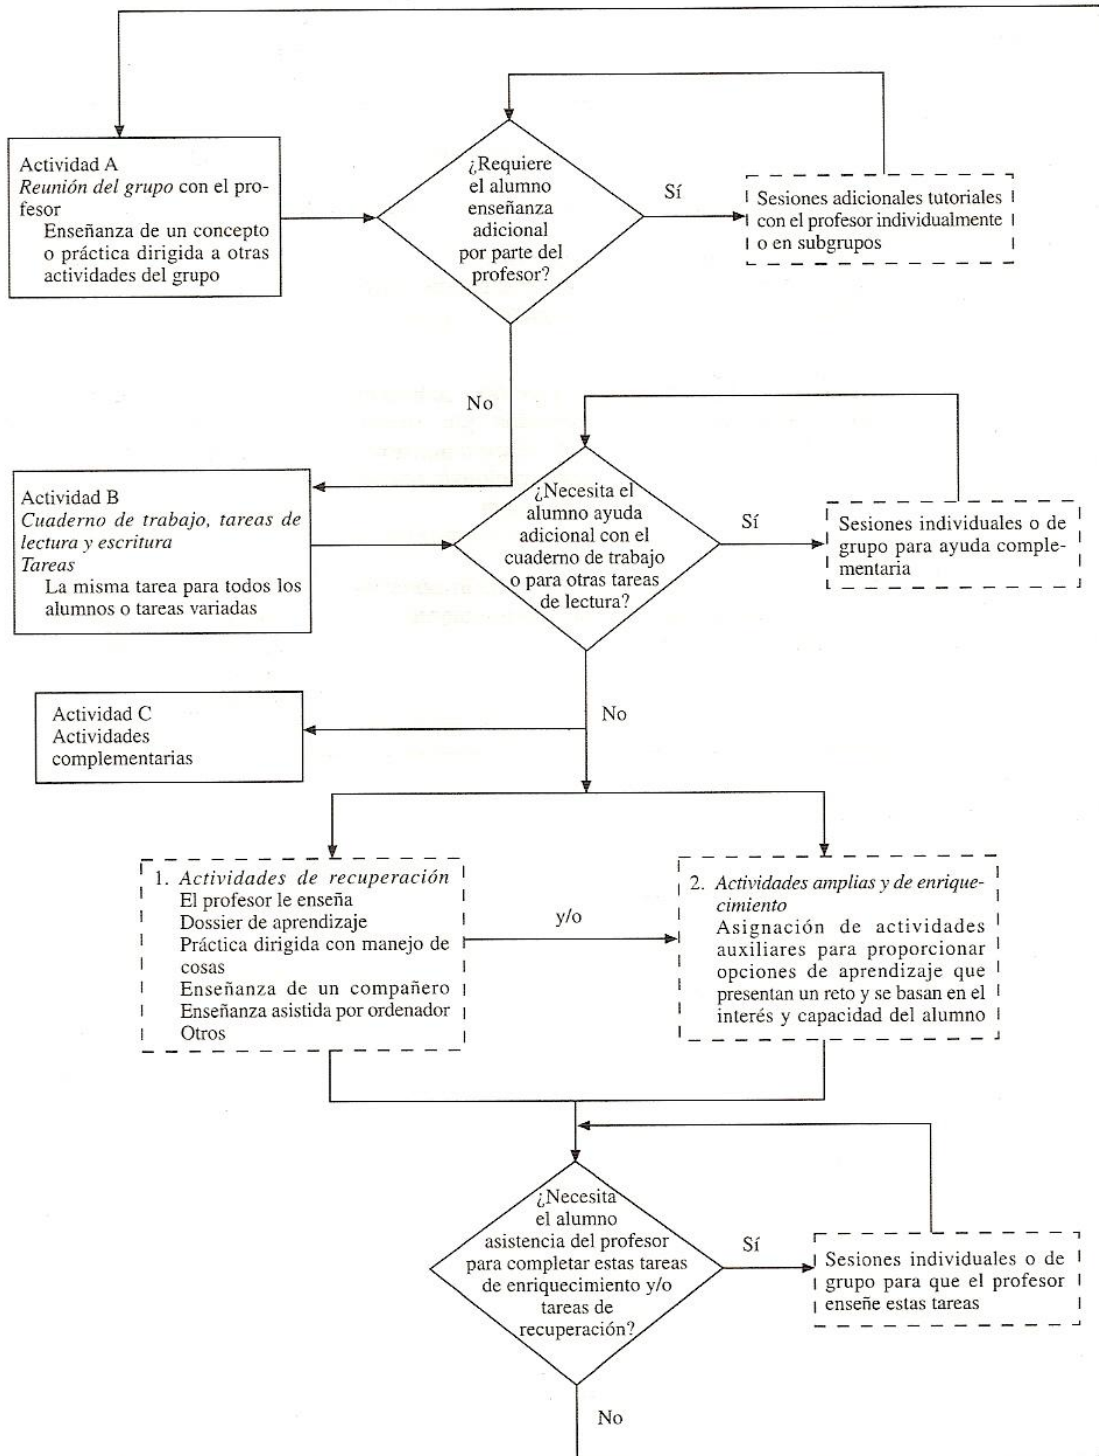 Actividad A
Reunión del grupo con el pro-
fesor
Enseñanza de un concepto
o práctica dirigida a otras
actividades del grupo
¿Requiere
el alumno
enseñanza
adicional
por parte del
profesor?
Sí
Sesiones adicionales tutoriales
con el profesor individualmente
o en subgrupos
No
Actividad B
Cuaderno de trabajo, tareas de
lectura y escritura
Tareas
La misma tarea para todos los
alumnos o tareas variadas
¿Necesita el
alumno ayuda
adicional con el
cuaderno de trabajo
o para otras tareas
de lectura?
Sí
Sesiones individuales o de
grupo para ayuda comple-
mentaria
No
Actividad C
Actividades
complementarias
1. Actividades de recuperación
El profesor le enseña
Dossier de aprendizaje
Práctica dirigida con manejo de
cosas
Enseñanza de un compañero
Enseñanza asistida por ordenador
Otros
y/o
2. Actividades amplias y de enrique-
cimiento
Asignación de actividades
auxiliares para proporcionar
opciones de aprendizaje que
presentan un reto y se basan en el
interés y capacidad del alumno
¿Necesita
el alumno
asistencia del profesor
para completar estas tareas
de enriquecimiento y/o
tareas de
recuperación?
Sí
Sesiones individuales o de
grupo para que el profesor
enseñe estas tareas
No